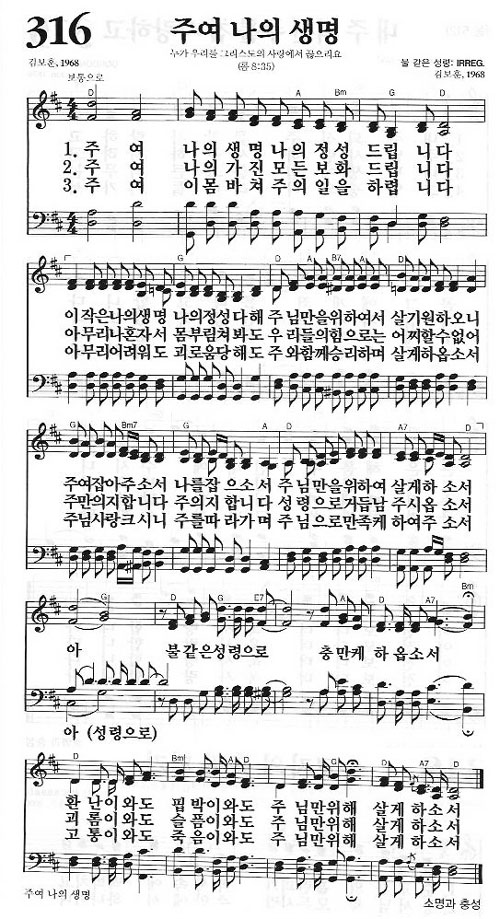 316 주여 나의 생명
누가 우리를 그리스도의 사랑에서 끊으리요
(롬 8:35)
김보훈, 1968
불 같은 성령: IRREG.
김보훈, 1968
보통으로
D A Bm G D
1. 주 여 나의 생 명 나의 정성 드립 니다
2. 주 여 나의 가진 모든 보화 드립 니다
3. 주 여 이몸 바 쳐 주의 일을 하렵 니다
G D A B7 A D
이작은나의생명 나의정성다해 주 님만을위하여서 살기원하오니
아무리나혼자서 몸부림쳐봐도 우 리들의힘으로는 어찌할수없어
아무리어려워도 괴로움당해도 주 와함께승리하며 살게하옵소서
G Bm7 G A D A7 D
주여잡아주소서 나를잡 으소서 주 님만을위하여 살게하 소서
주만의지합니다 주의지 합니다 성 령으로거듭남 주시옵 소서
주님사랑크시니 주를따 라가며 주 님으로만족케 하여주 소서
D G D G E7 A Bm
아 불같은성령으로 충만케 하 옵소서
아 (성령으로)
D Bm A D G D A7 D
환 난이와도 핍 박이와도 주 님만위해 살게 하소서
괴 롬이와도 슬 픔이와도 주 님만위해 살게 하소서
고 통이와도 죽 음이와도 주 님만위해 살게 하소서
주여 나의 생명
소명과 충성